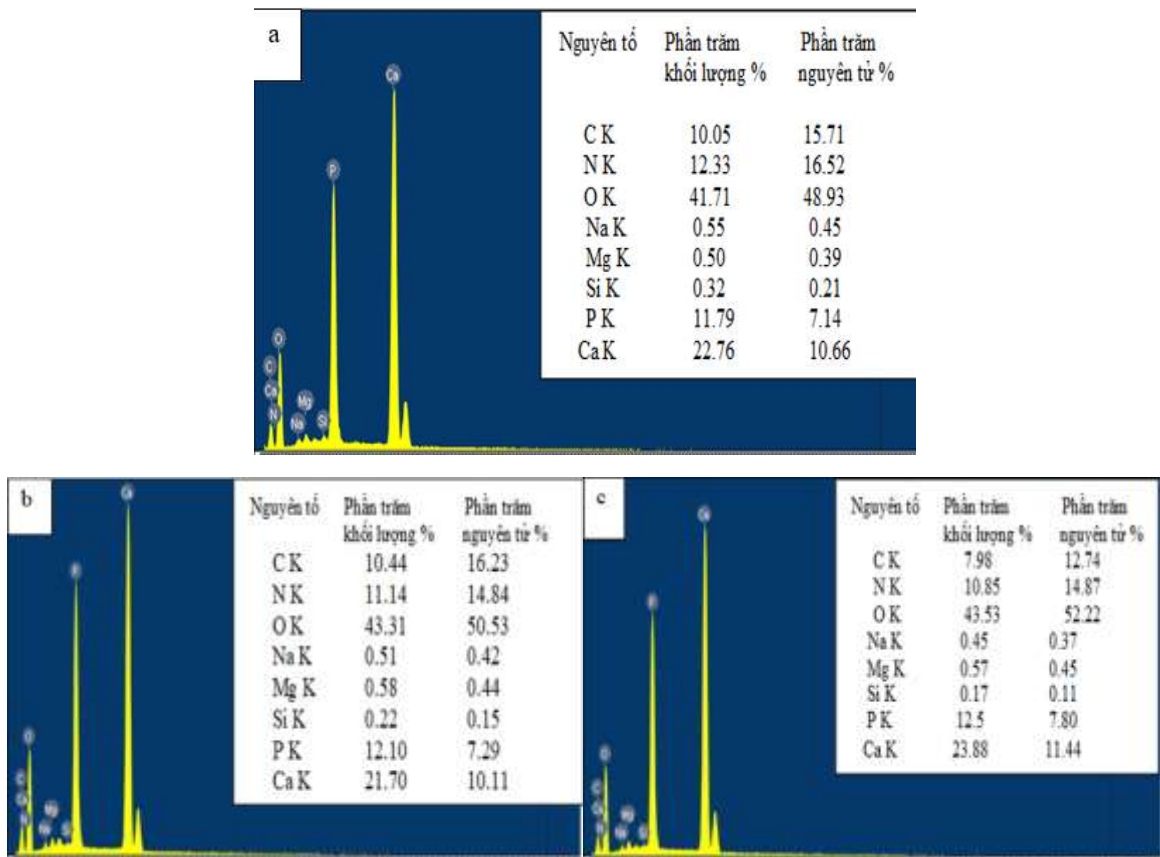 a
Nguyên tố Phần trăm khối lượng % Phần trăm nguyên tử %
C K 10.05 15.71
N K 12.33 16.52
O K 41.71 48.93
Na K 0.55 0.45
Mg K 0.50 0.39
Si K 0.32 0.21
P K 11.79 7.14
Ca K 22.76 10.66
Ca
P
O
C
Ca
N
Na
Mg
Si
b
Nguyên tố Phần trăm khối lượng % Phần trăm nguyên tử %
C K 10.44 16.23
N K 11.14 14.84
O K 43.31 50.53
Na K 0.51 0.42
Mg K 0.58 0.44
Si K 0.22 0.15
P K 12.10 7.29
Ca K 21.70 10.11
c
Nguyên tố Phần trăm khối lượng % Phần trăm nguyên tử %
C K 7.98 12.74
N K 10.85 14.87
O K 43.53 52.22
Na K 0.45 0.37
Mg K 0.57 0.45
Si K 0.17 0.11
P K 12.5 7.80
Ca K 23.88 11.44